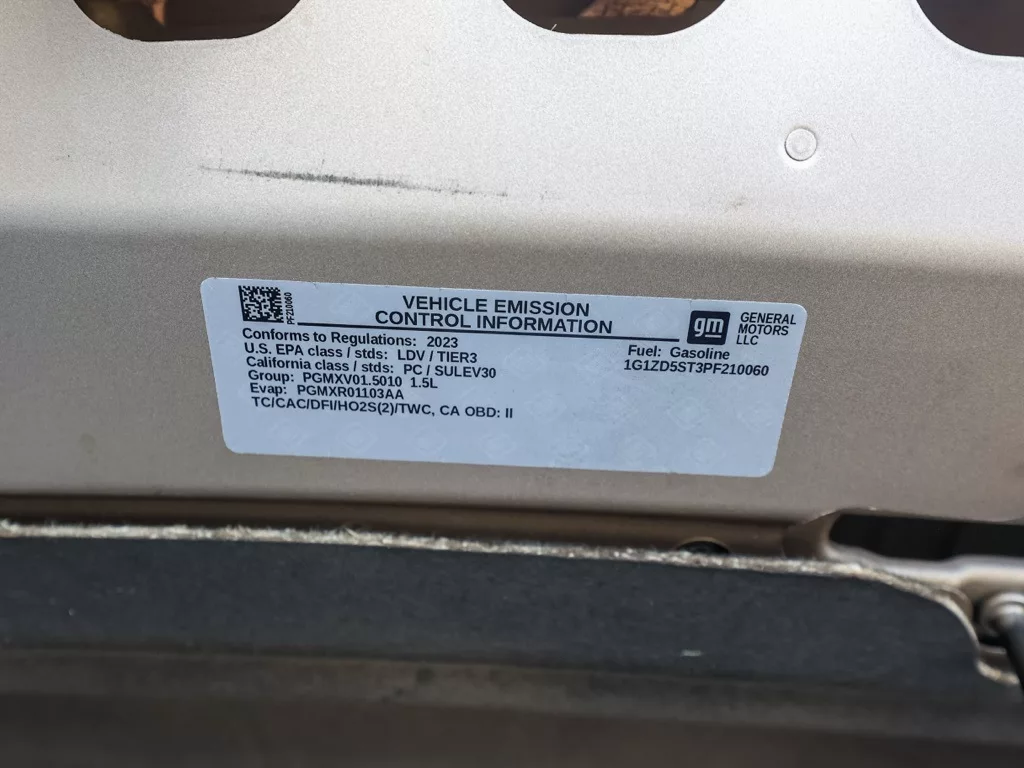 PF210060
VEHICLE EMISSION
CONTROL INFORMATION
gm
GENERAL
MOTORS
LLC
Conforms to Regulations: 2023
U.S. EPA class / stds: LDV / TIER3
California class / stds: PC / SULEV30
Group: PGMXV01.5010 1.5L
Evap: PGMXR01103AA
TC/CAC/DFI/HO2S(2)/TWC, CA OBD: II
Fuel: Gasoline
1G1ZD5ST3PF210060